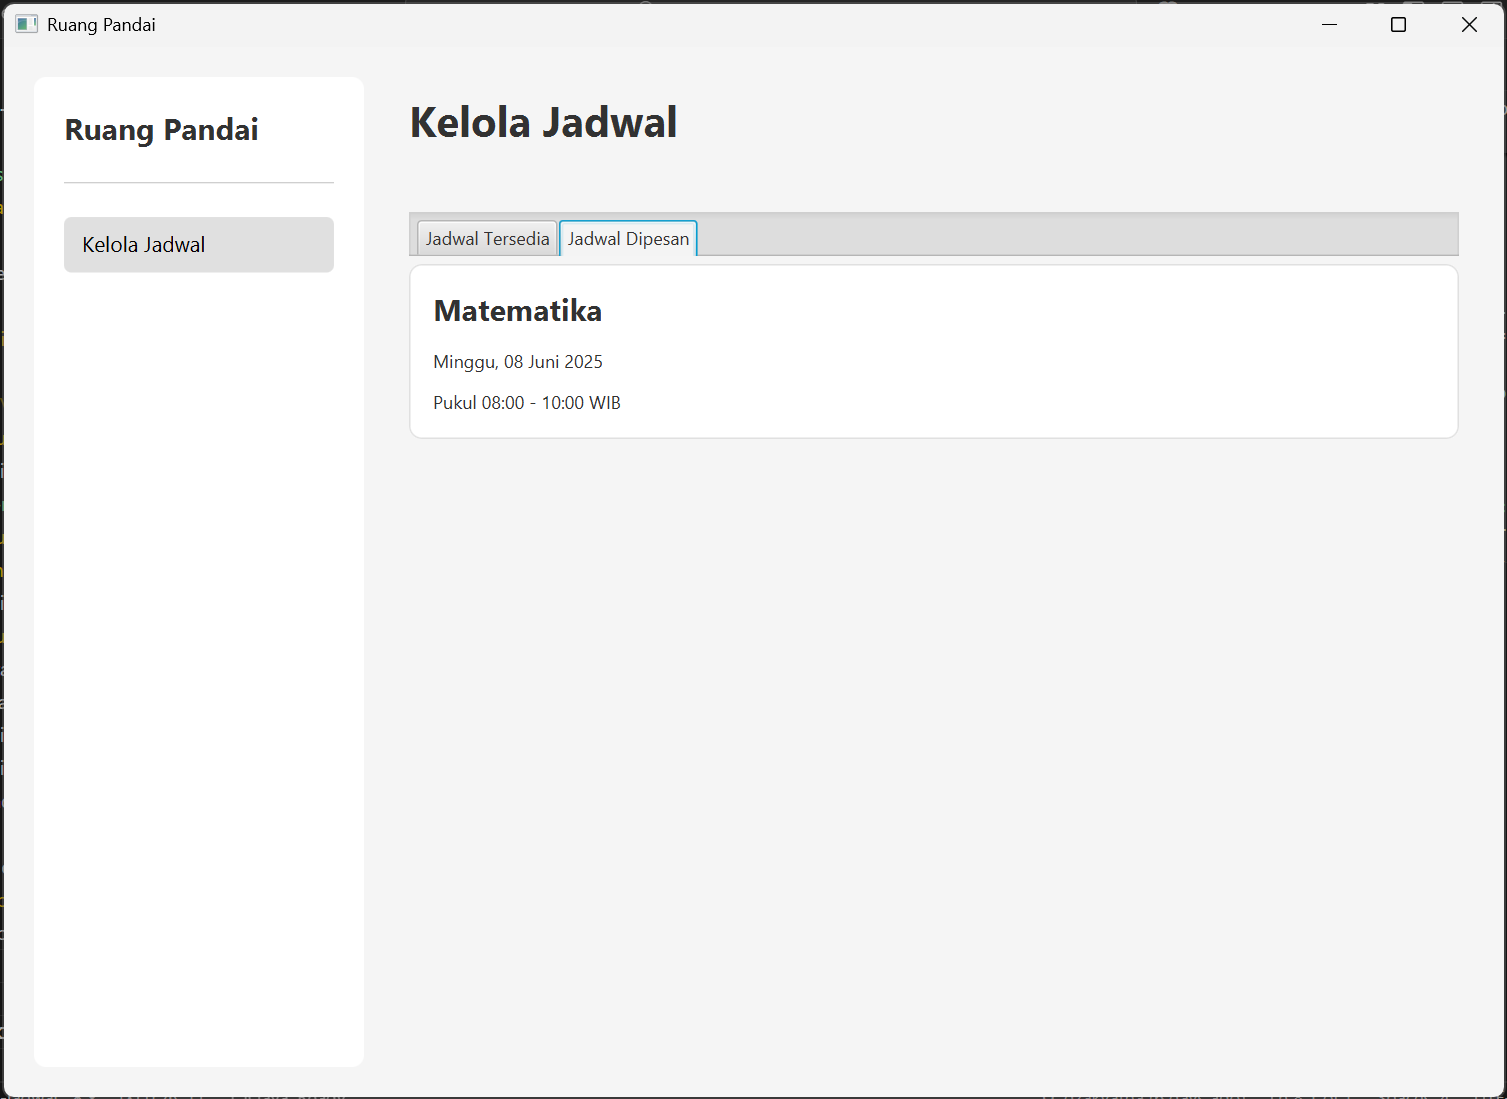 Ruang Pandai
Ruang Pandai
Kelola Jadwal
Kelola Jadwal
Jadwal Tersedia
Jadwal Dipesan
Matematika
Minggu, 08 Juni 2025
Pukul 08:00 - 10:00 WIB